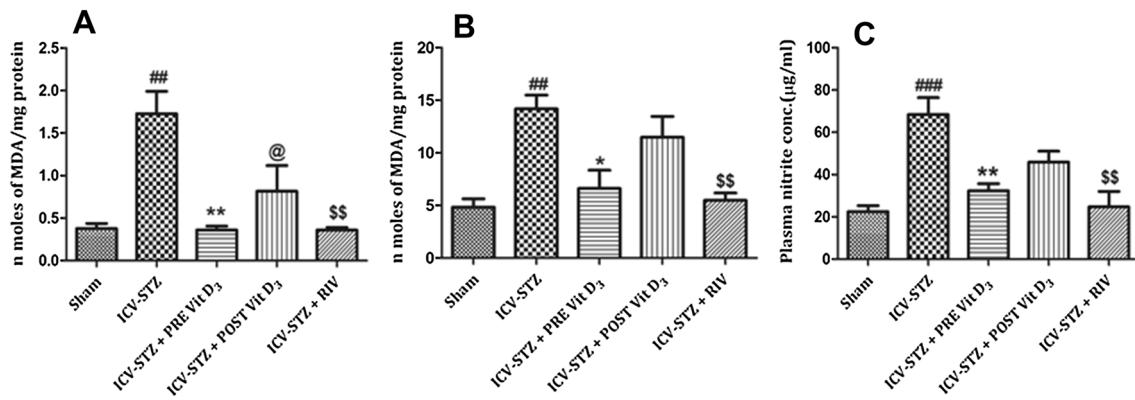 A
n moles of MDA/mg protein
2.5
2.0
1.5
1.0
0.5
0.0
##
**
@
$$
Sham
ICV-STZ
ICV-STZ + PRE Vit D₃
ICV-STZ + POST Vit D₃
ICV-STZ + RIV
B
n moles of MDA/mg protein
20
15
10
5
0
##
*
$$
Sham
ICV-STZ
ICV-STZ + PRE Vit D₃
ICV-STZ + POST Vit D₃
ICV-STZ + RIV
C
Plasma nitrite conc.(μg/ml)
100
80
60
40
20
0
###
**
$$
Sham
ICV-STZ
ICV-STZ + PRE Vit D₃
ICV-STZ + POST Vit D₃
ICV-STZ + RIV